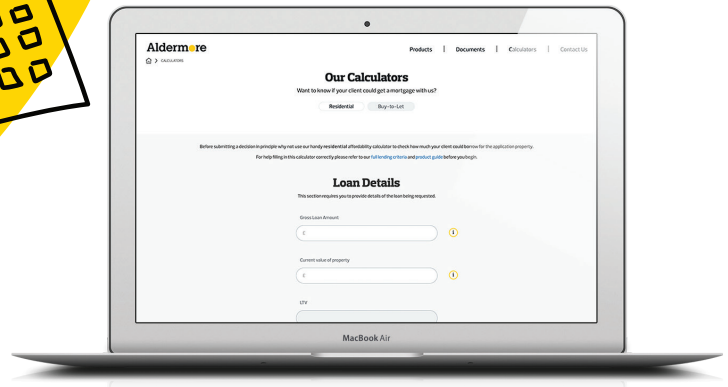 Aldermore
Products | Documents | Calculators | Contact Us
> CALCULATORS
Our Calculators
Want to know if your client could get a mortgage with us?
Residential Buy-to-Let
Before submitting a decision in principle why not use our handy residential affordability calculator to check how much your client could borrow for the application property.
For help filling in this calculator correctly please refer to our full lending criteria and product guide before you begin.
Loan Details
This section requires you to provide details of the loan being requested.
Gross Loan Amount
£
i
Current value of property
£
i
LTV
MacBook Air